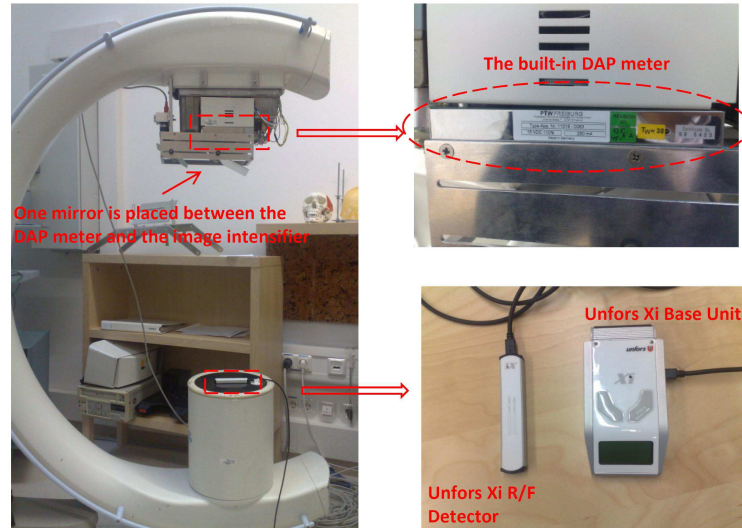 The built-in DAP meter
PTW FREIBURG
One mirror is placed between the
DAP meter and the image intensifier
Unfors Xi Base Unit
unfors
Xi
Unfors Xi R/F
Detector